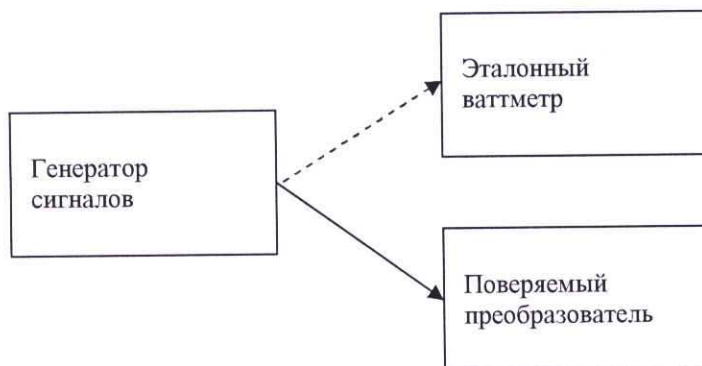 Эталонный
ваттметр
Генератор
сигналов
Поверяемый
преобразователь